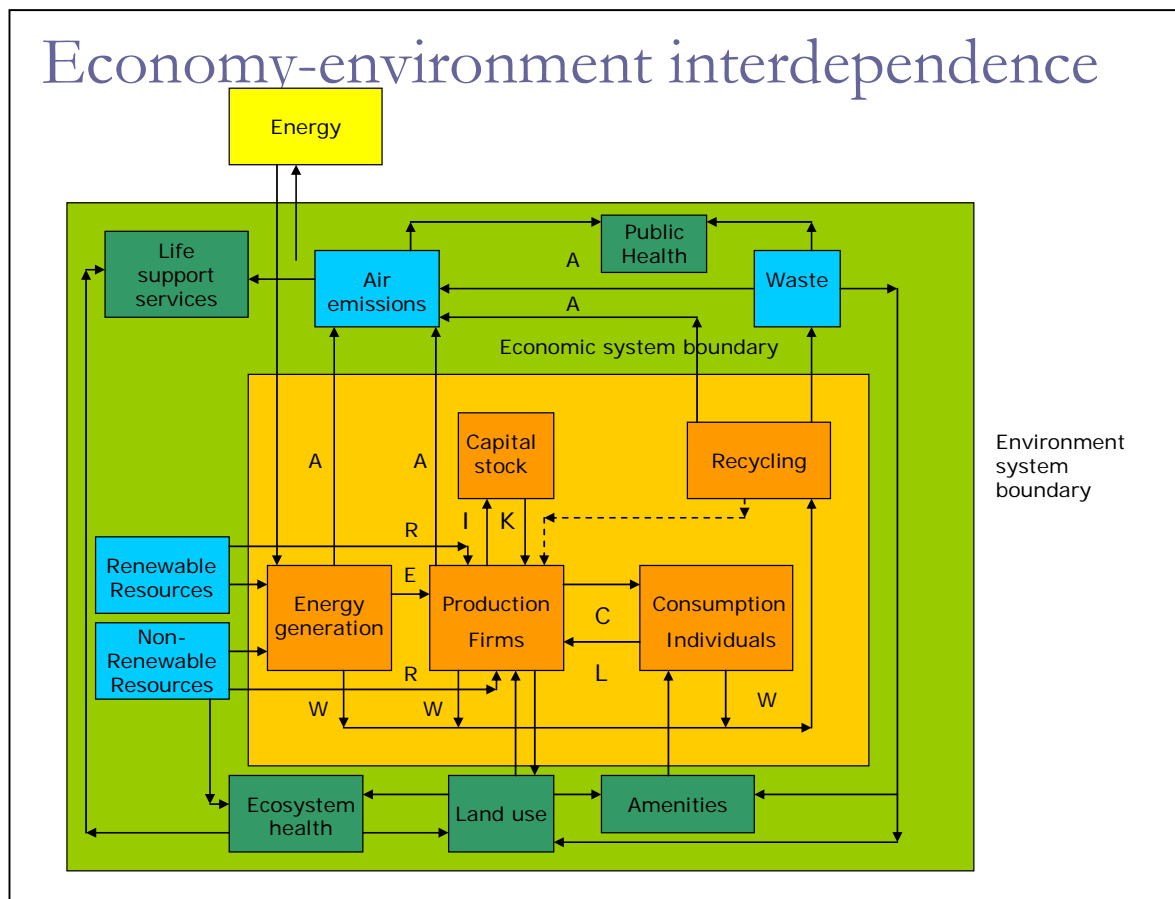 Economy-environment interdependence
Energy
Life
support
services
Air
emissions
Public
Health
Waste
A
A
Economic system boundary
Environment
system
boundary
Capital
stock
Recycling
A
A
I
K
R
E
Renewable
Resources
Energy
generation
Production
Firms
Consumption
Individuals
C
L
Non-
Renewable
Resources
R
W
W
W
Ecosystem
health
Land use
Amenities